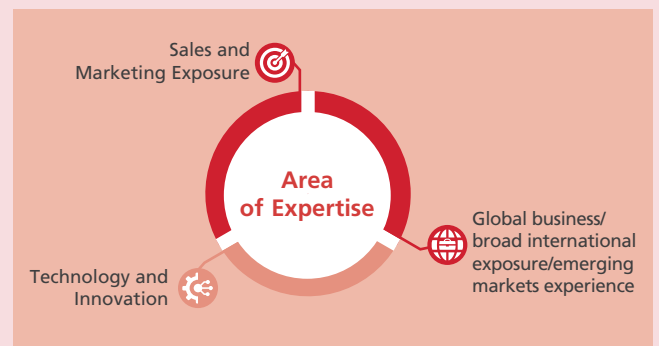 Sales and
Marketing Exposure
Area
of Expertise
Global business/
broad international
exposure/emerging
markets experience
Technology and
Innovation